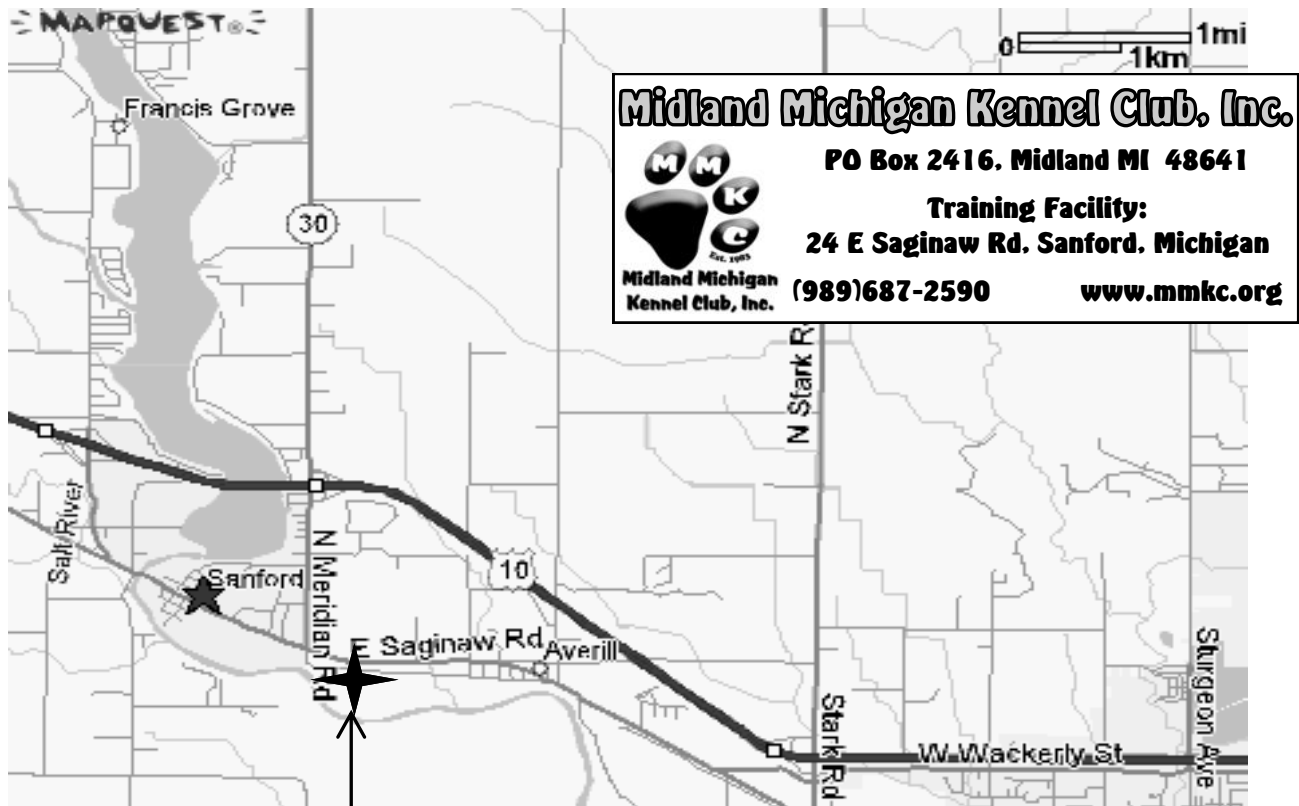 MAPQUEST®
0 1mi
1km
Francis Grove
Midland Michigan Kennel Club, Inc.
PO Box 2416, Midland MI 48641
Training Facility:
24 E Saginaw Rd, Sanford, Michigan
(989)687-2590 www.mmkc.org
M M K C
Est. 1983
Midland Michigan
Kennel Club, Inc.
30
N Stark R
Salt River
N Meridian Rd
10
Sanford
E Saginaw Rd
Averill
Stark Rd
W Wackerly St
Sturgeon Ave